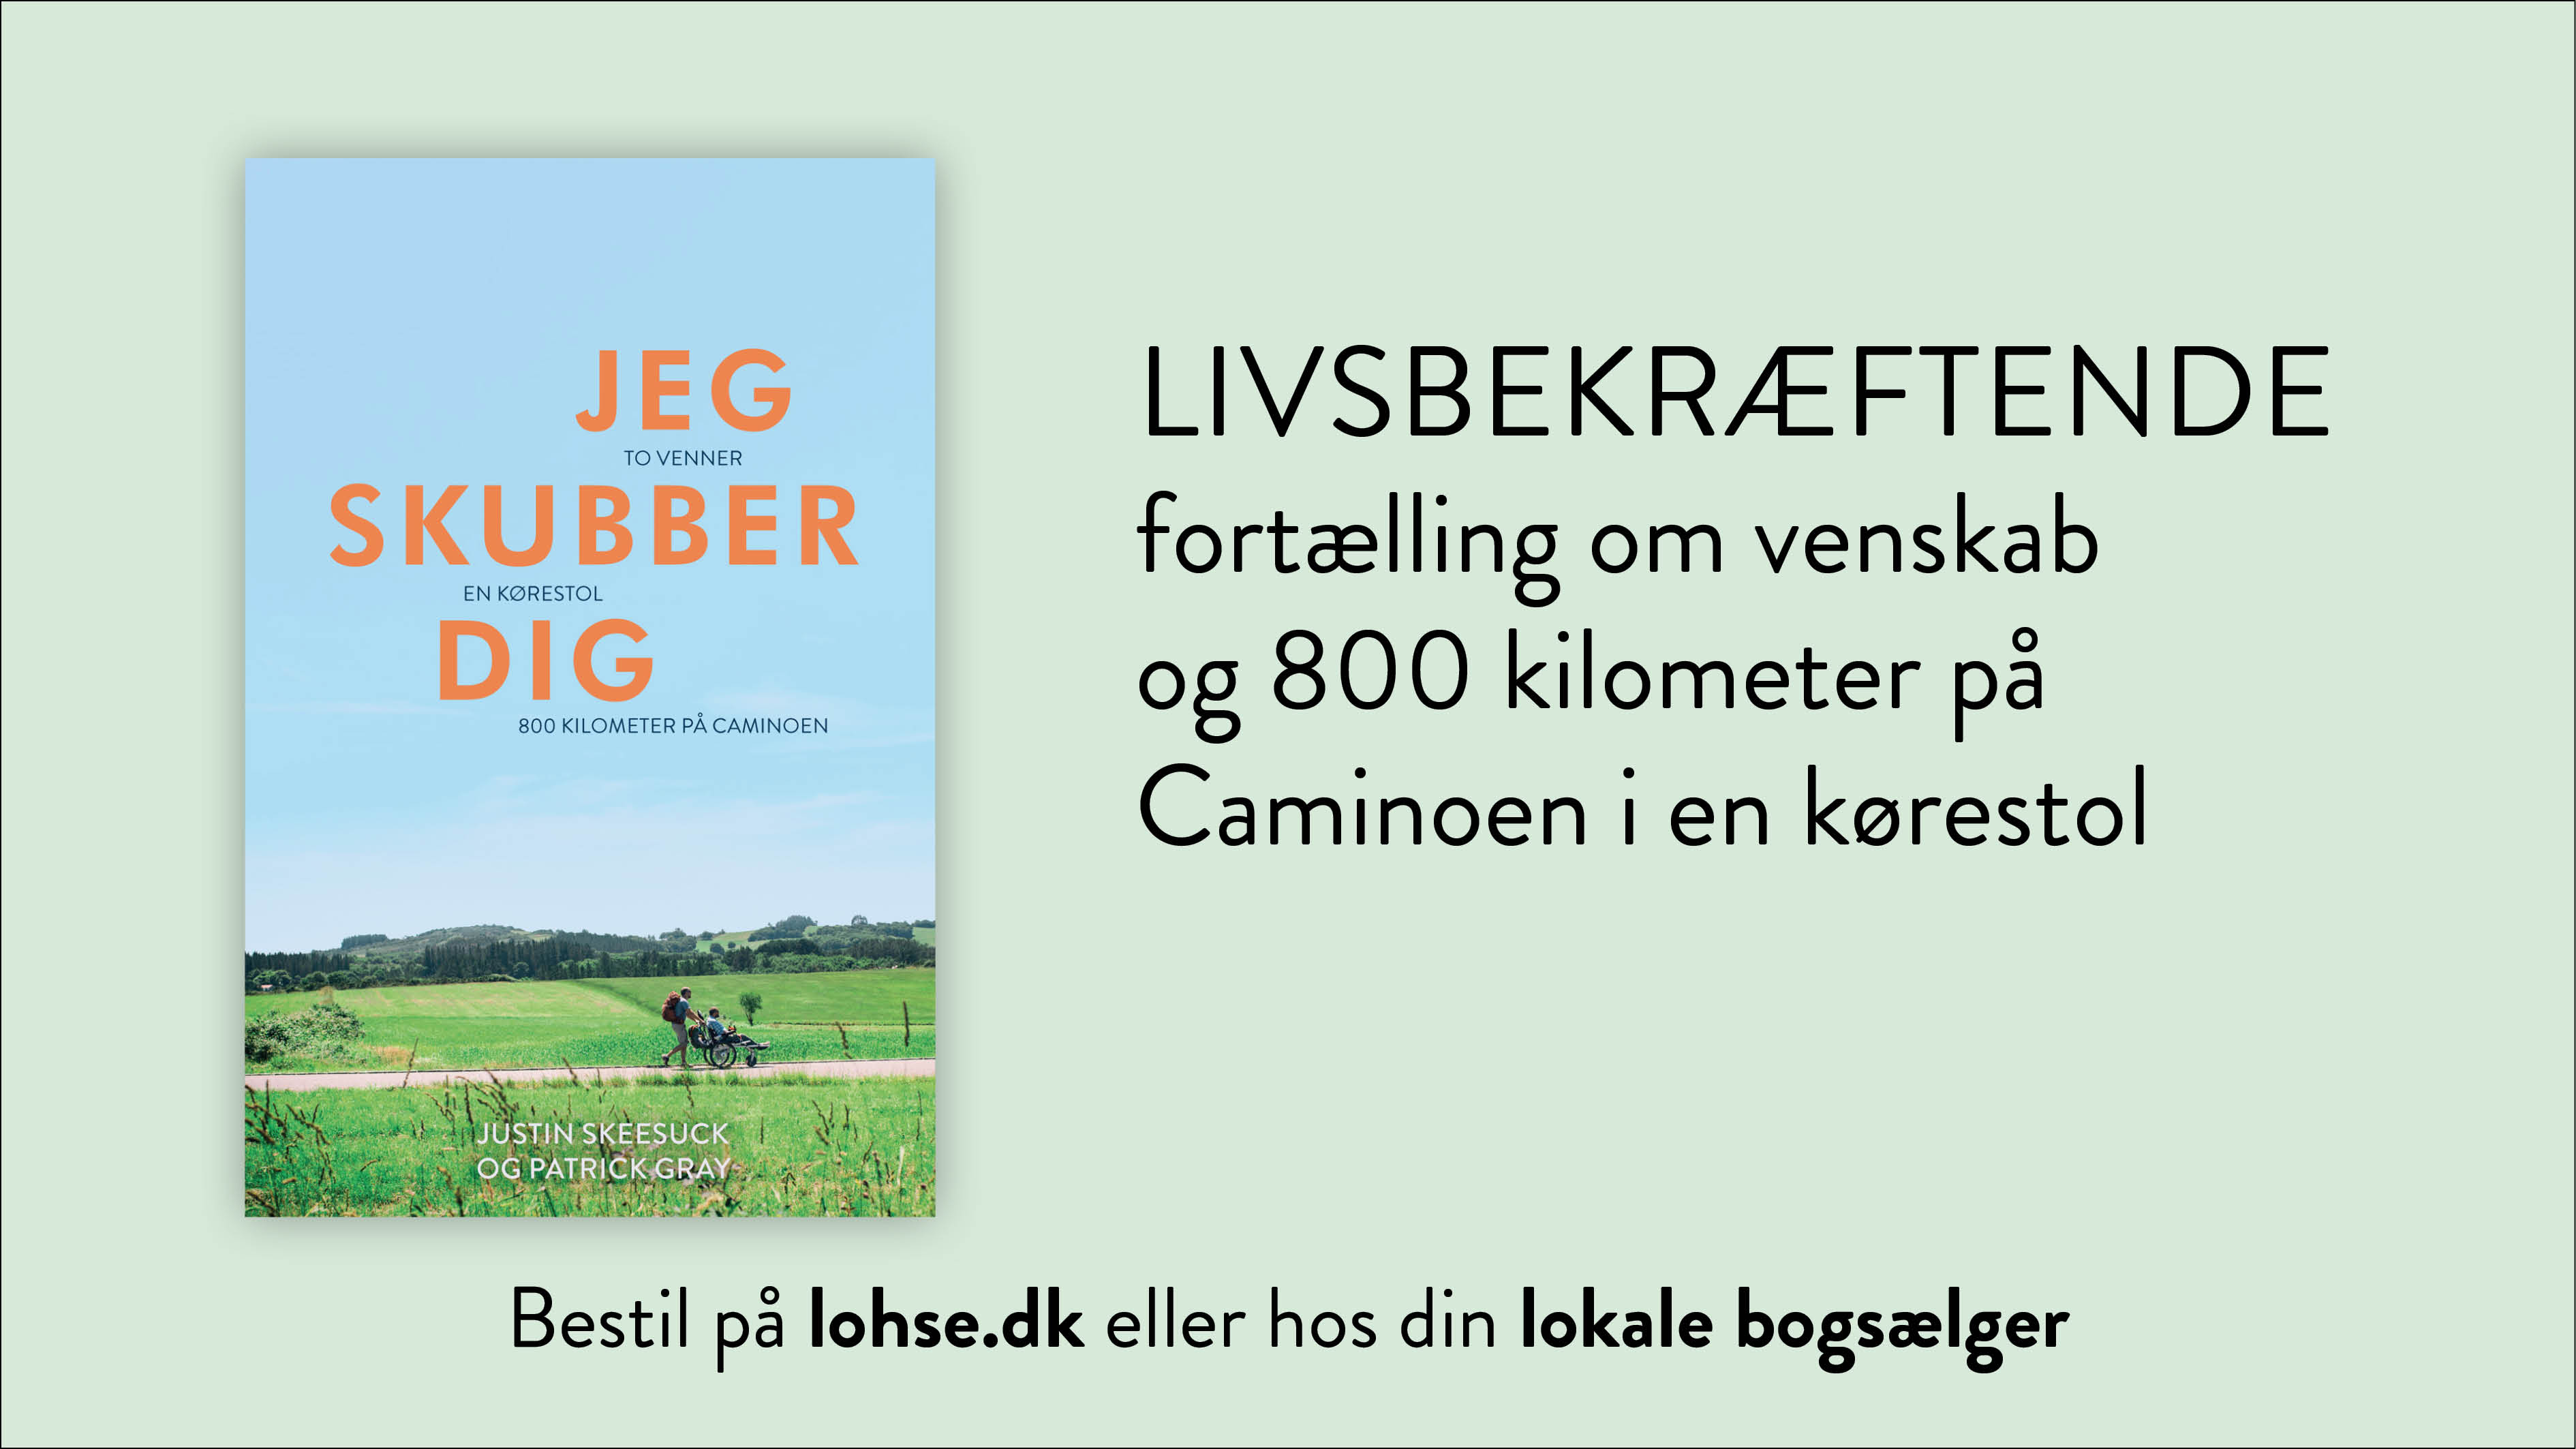 JEG
TO VENNER
SKUBBER
EN KØRESTOL
DIG
800 KILOMETER PÅ CAMINOEN
JUSTIN SKEESUCK
OG PATRICK GRAY
LIVSBEKRÆFTENDE
fortælling om venskab
og 800 kilometer på
Caminoen i en kørestol
Bestil på lohse.dk eller hos din lokale bogsælger